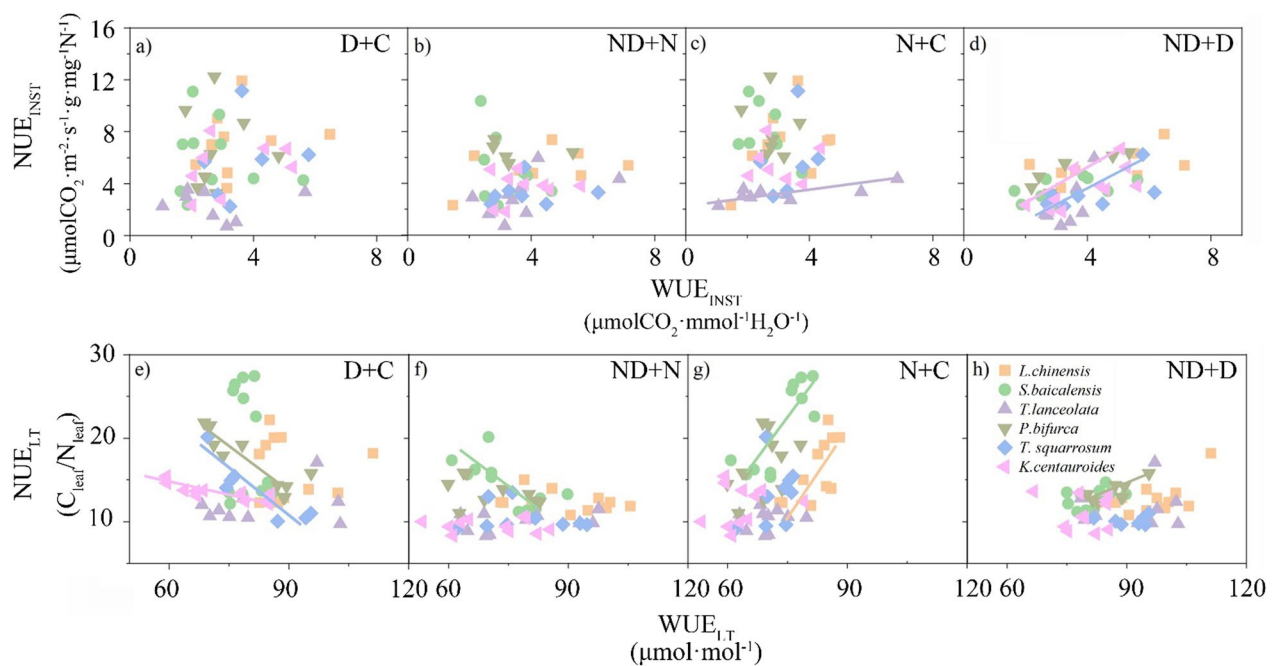 a)
D+C
b)
ND+N
c)
N+C
d)
ND+D
16
12
8
4
0
NUE_INST
(μmolCO₂·m⁻²·s⁻¹·g·mg⁻¹N⁻¹)
0
4
8
0
4
8
0
4
8
0
4
8
WUE_INST
(μmolCO₂·mmol⁻¹H₂O⁻¹)
e)
D+C
f)
ND+N
g)
N+C
h)
ND+D
30
20
10
NUE_LT
(C_leaf/N_leaf)
L.chinensis
S.baicalensis
T.lanceolata
P.bifurca
T. squarrosum
K.centauroides
60
90
120
60
90
120
60
90
120
60
90
120
WUE_LT
(μmol·mol⁻¹)